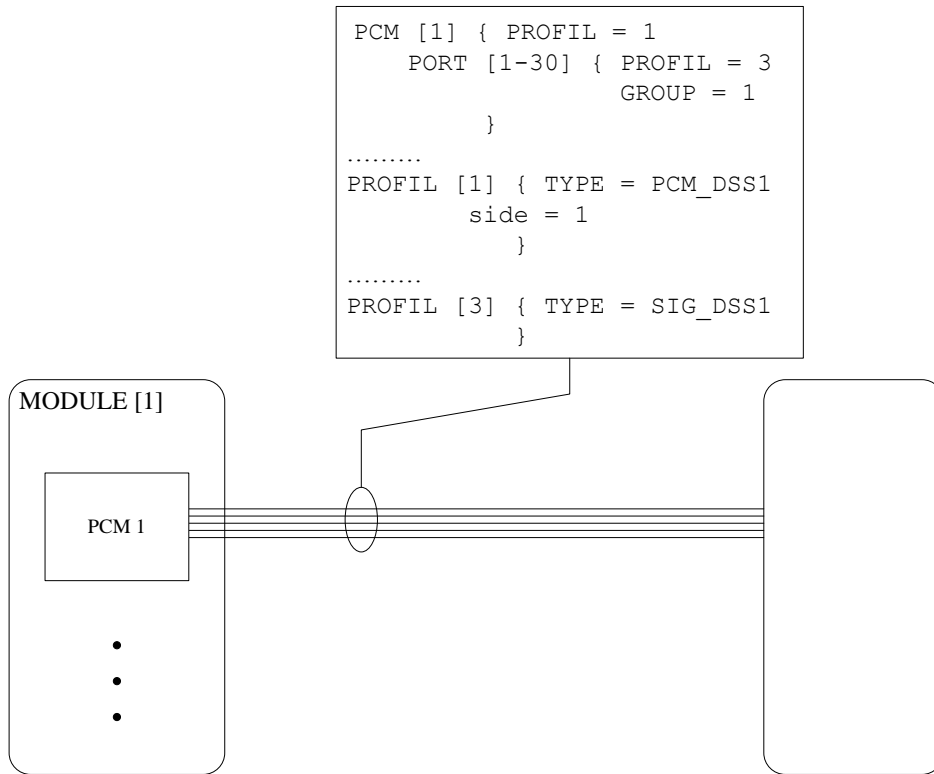 PCM [1] { PROFIL = 1
PORT [1-30] { PROFIL = 3
GROUP = 1
}
.........
PROFIL [1] { TYPE = PCM_DSS1
side = 1
}
.........
PROFIL [3] { TYPE = SIG_DSS1
}
MODULE [1]
PCM 1